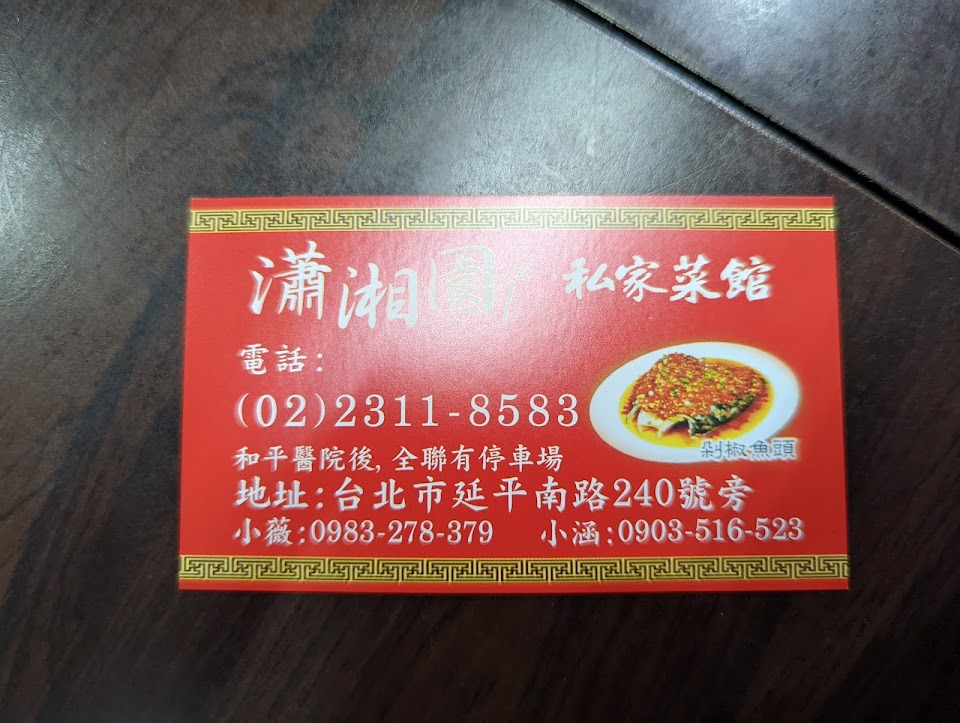 瀟湘園 私家菜館
電話：
(02)2311-8583
剁椒魚頭
和平醫院後, 全聯有停車場
地址：台北市延平南路240號旁
小薇：0983-278-379 小涵：0903-516-523